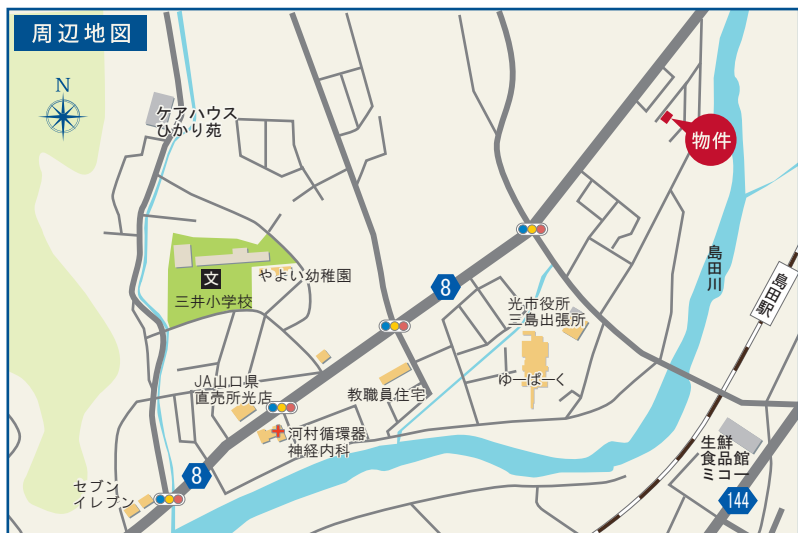 周辺地図
N
ケアハウス
ひかり苑
物件
文
三井小学校
やよい幼稚園
島田川
島田駅
8
光市役所
三島出張所
ゆーぱーく
JA山口県
直売所光店
教職員住宅
河村循環器
神経内科
8
セブン
イレブン
生鮮
食品館
ミコー
144